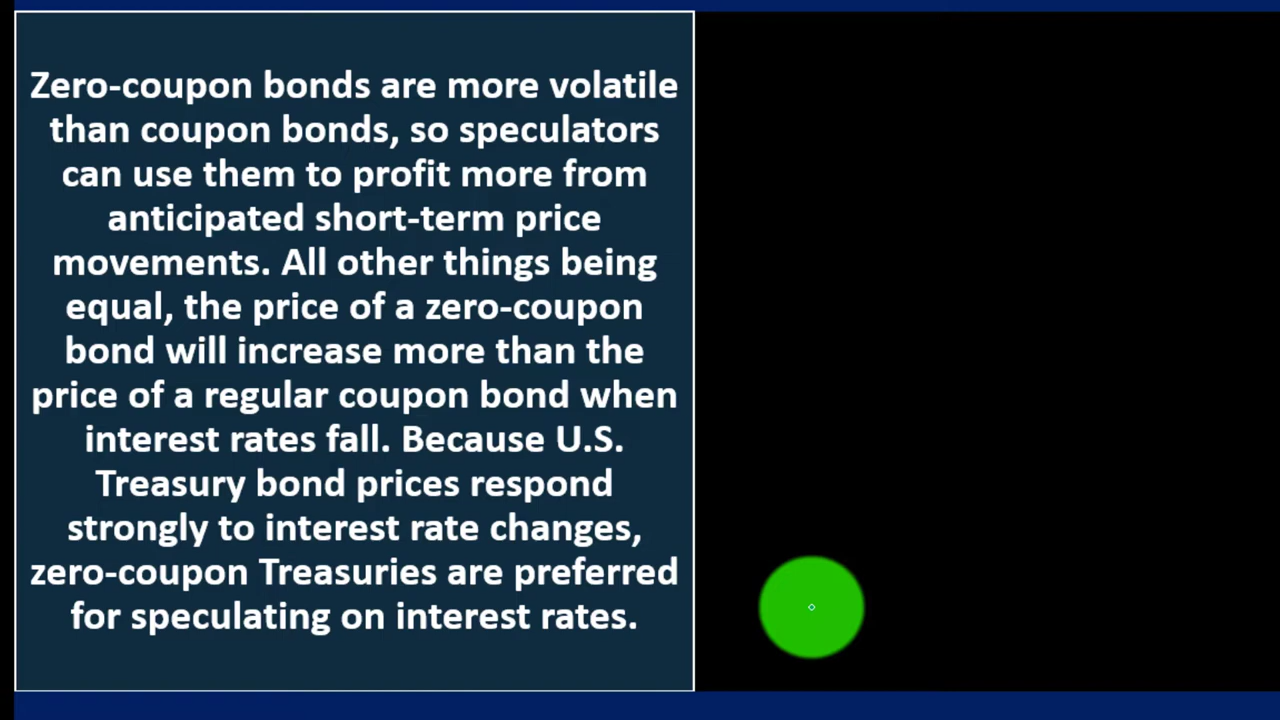 Zero-coupon bonds are more volatile
than coupon bonds, so speculators
can use them to profit more from
anticipated short-term price
movements. All other things being
equal, the price of a zero-coupon
bond will increase more than the
price of a regular coupon bond when
interest rates fall. Because U.S.
Treasury bond prices respond
strongly to interest rate changes,
zero-coupon Treasuries are preferred
for speculating on interest rates.